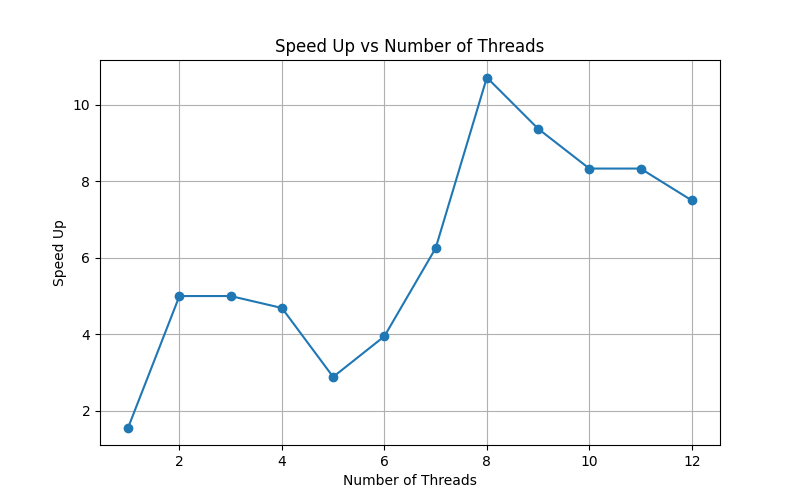 Speed Up vs Number of Threads
10
8
6
4
2
Speed Up
2 4 6 8 10 12
Number of Threads